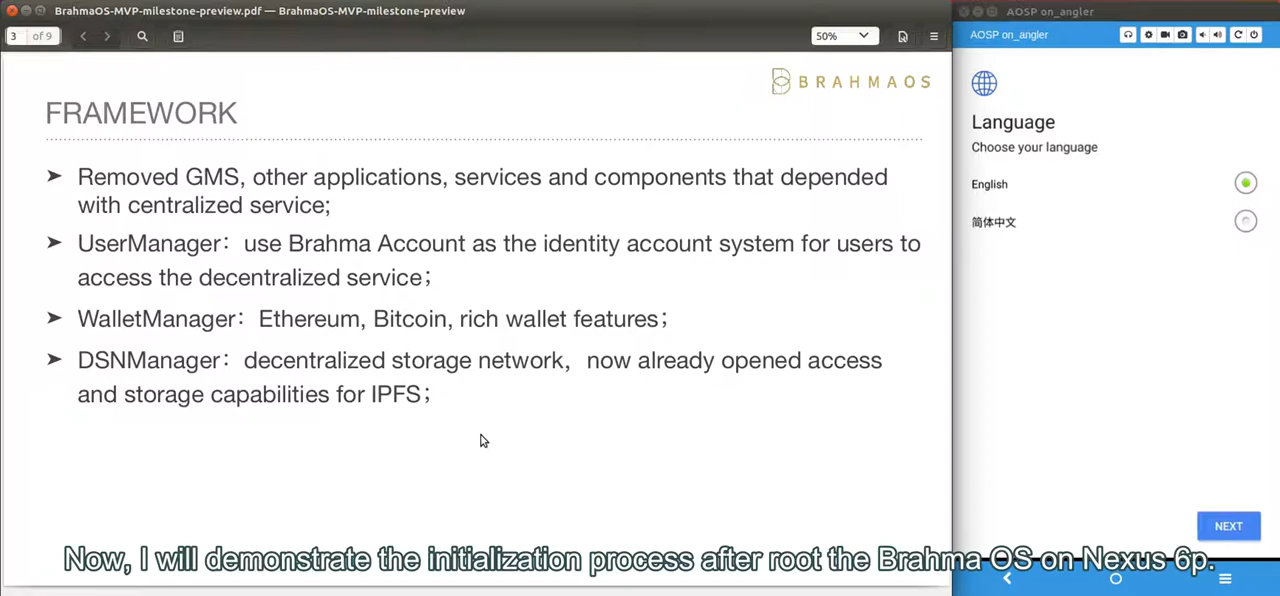 BrahmaOS-MVP-milestone-preview.pdf — BrahmaOS-MVP-milestone-preview
3 of 9
50%
BRAHMAOS
FRAMEWORK
➤ Removed GMS, other applications, services and components that depended
with centralized service;
➤ UserManager：use Brahma Account as the identity account system for users to
access the decentralized service；
➤ WalletManager：Ethereum, Bitcoin, rich wallet features；
➤ DSNManager：decentralized storage network，now already opened access
and storage capabilities for IPFS；
AOSP on_angler
AOSP on_angler
Language
Choose your language
English
简体中文
NEXT
Now, I will demonstrate the initialization process after root the Brahma OS on Nexus 6p.